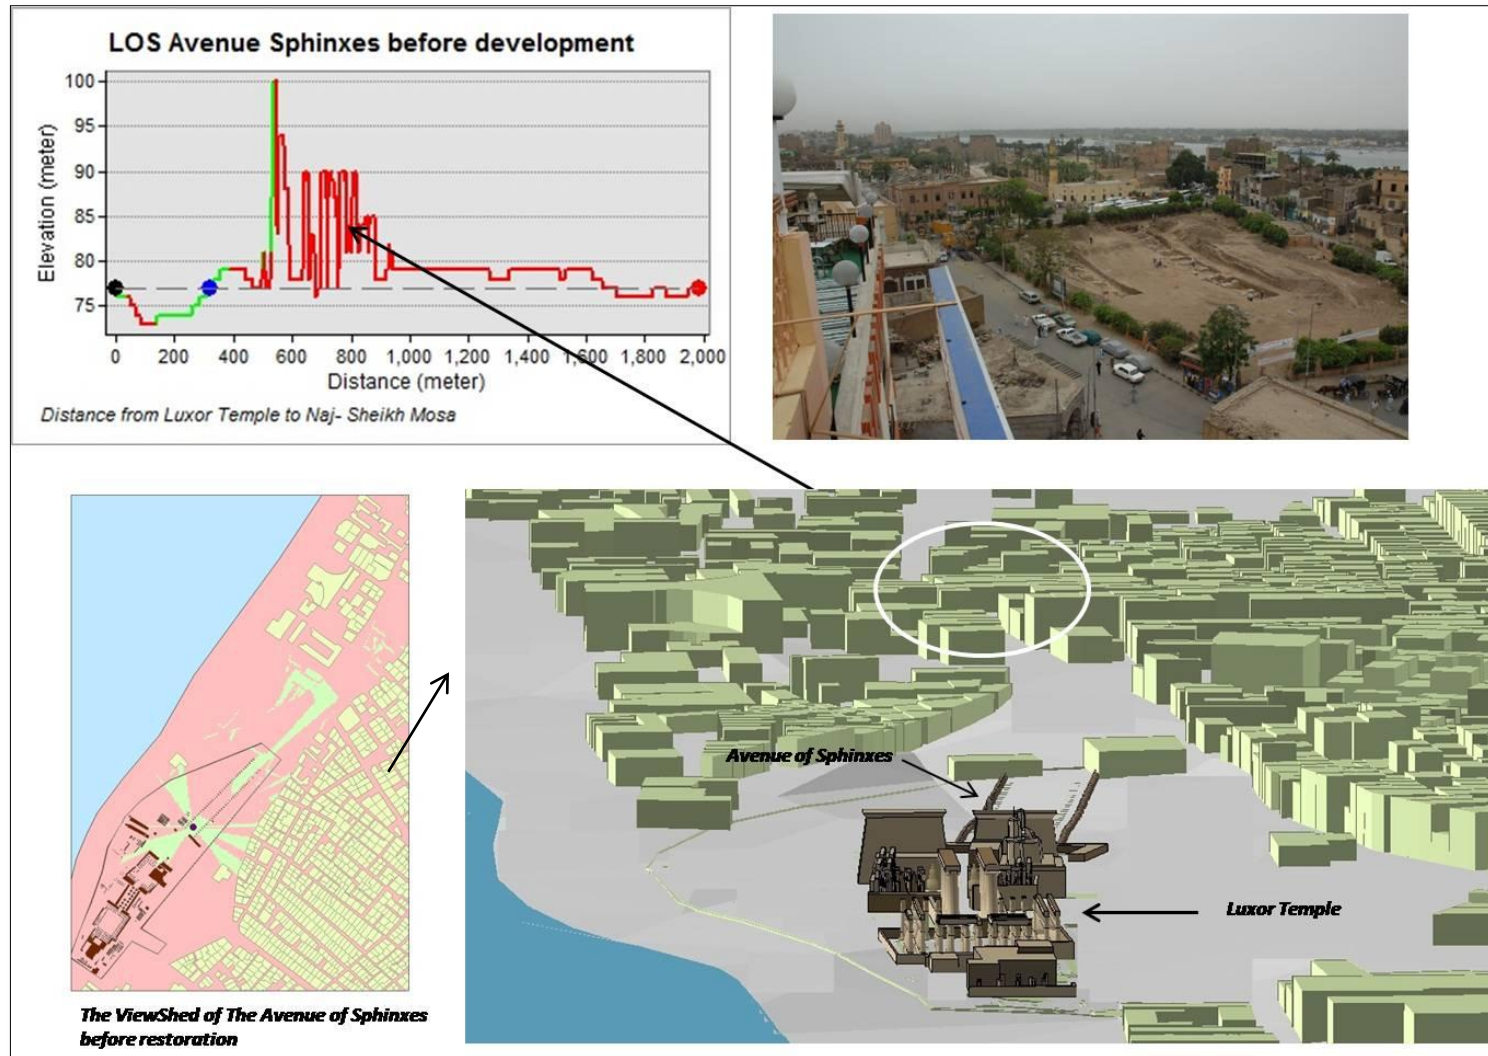 LOS Avenue Sphinxes before development
Elevation (meter)
100
95
90
85
80
75
0 200 400 600 800 1,000 1,200 1,400 1,600 1,800 2,000
Distance (meter)
Distance from Luxor Temple to Naj- Sheikh Mosa
Avenue of Sphinxes
Luxor Temple
The ViewShed of The Avenue of Sphinxes
before restoration